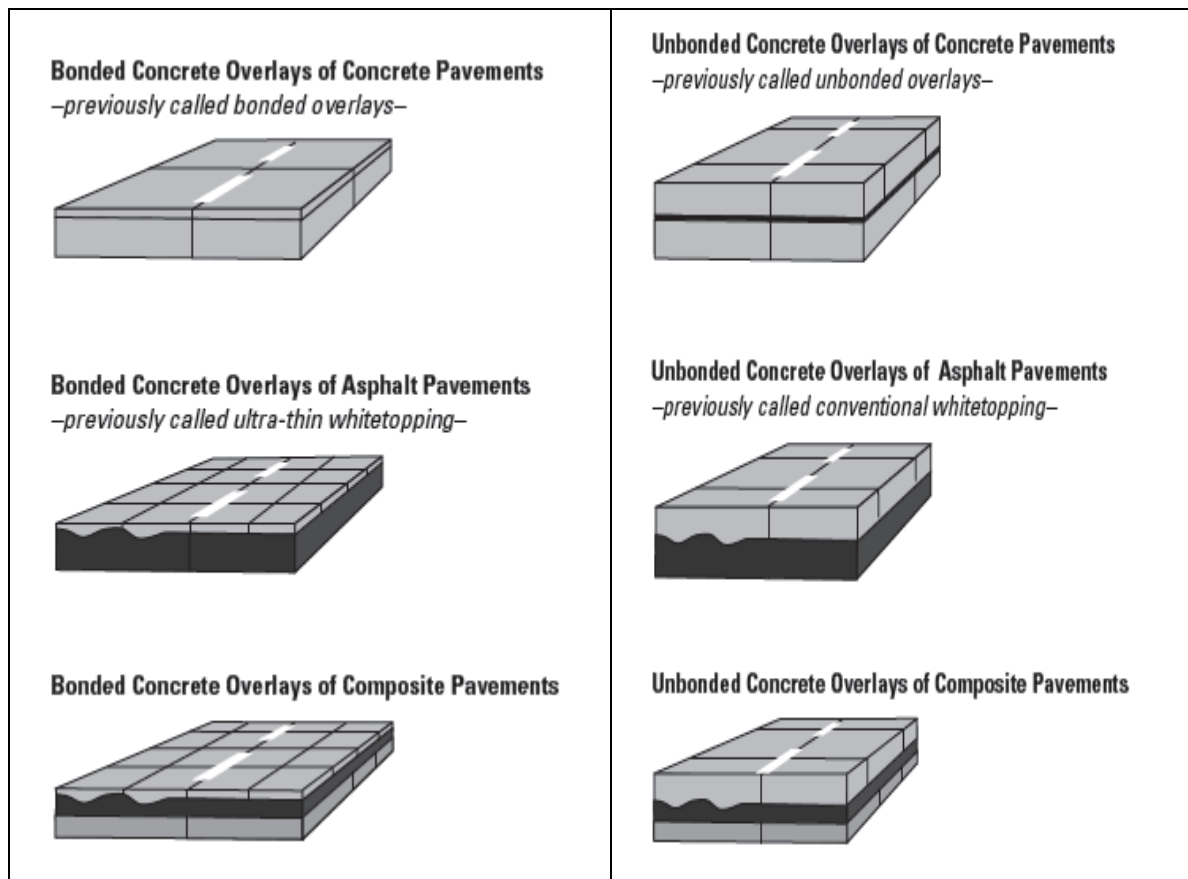 Bonded Concrete Overlays of Concrete Pavements
–previously called bonded overlays–
Bonded Concrete Overlays of Asphalt Pavements
–previously called ultra-thin whitetopping–
Bonded Concrete Overlays of Composite Pavements
Unbonded Concrete Overlays of Concrete Pavements
–previously called unbonded overlays–
Unbonded Concrete Overlays of Asphalt Pavements
–previously called conventional whitetopping–
Unbonded Concrete Overlays of Composite Pavements